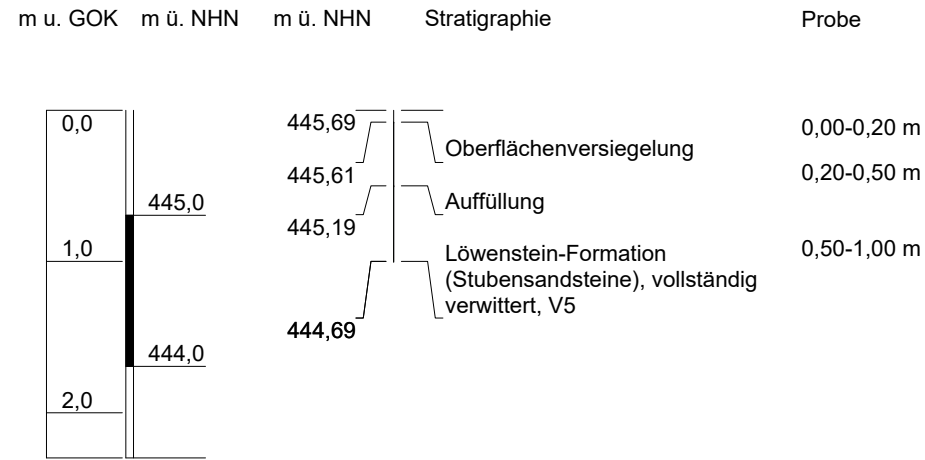 m u. GOK m ü. NHN m ü. NHN Stratigraphie Probe
0,0 445,69 0,00-0,20 m
Oberflächenversiegelung
445,61 0,20-0,50 m
445,0 Auffüllung
445,19
1,0 Löwenstein-Formation 0,50-1,00 m
(Stubensandsteine), vollständig
verwittert, V5
444,69
444,0
2,0